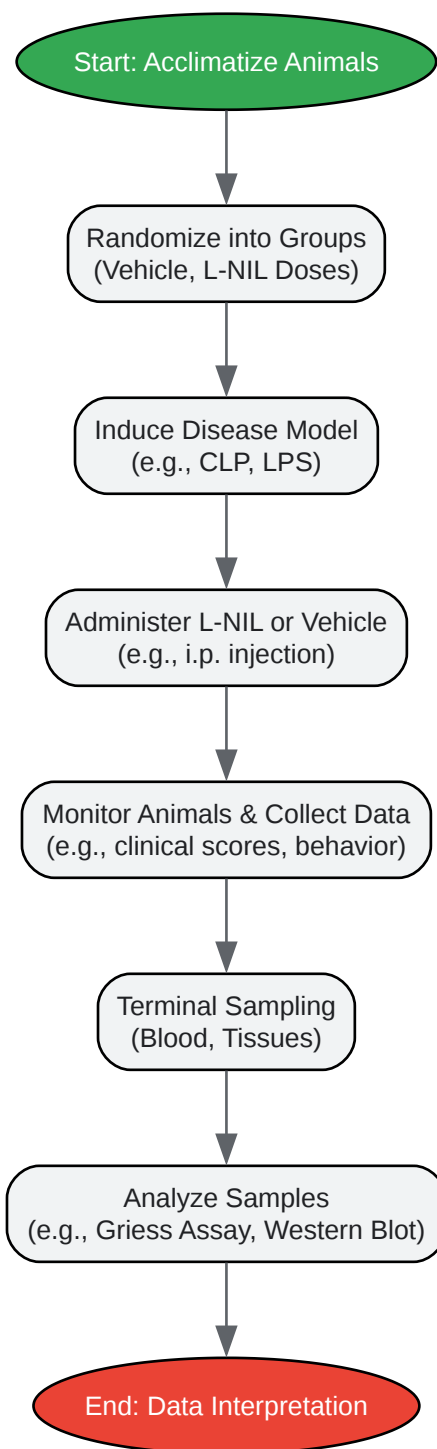 Start: Acclimatize Animals
Randomize into Groups
(Vehicle, L-NIL Doses)
Induce Disease Model
(e.g., CLP, LPS)
Administer L-NIL or Vehicle
(e.g., i.p. injection)
Monitor Animals & Collect Data
(e.g., clinical scores, behavior)
Terminal Sampling
(Blood, Tissues)
Analyze Samples
(e.g., Griess Assay, Western Blot)
End: Data Interpretation